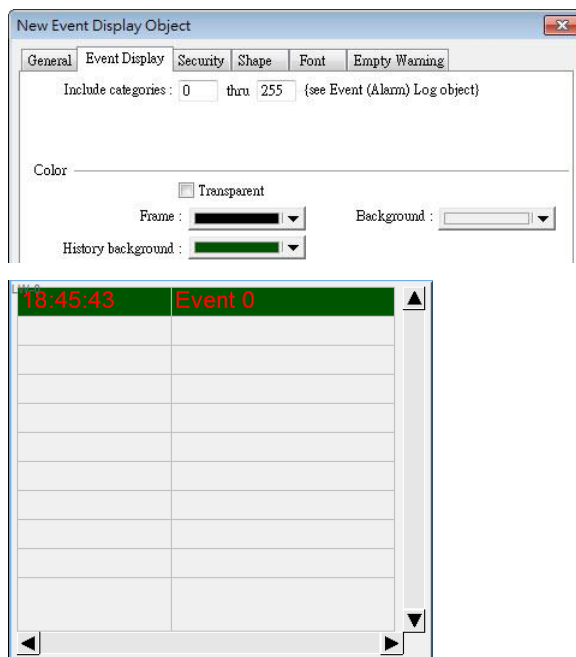 New Event Display Object
General Event Display Security Shape Font Empty Warning
Include categories : 0 thru 255 {see Event (Alarm) Log object}
Color
Transparent
Frame : Background :
History background :
18:45:43 Event 0